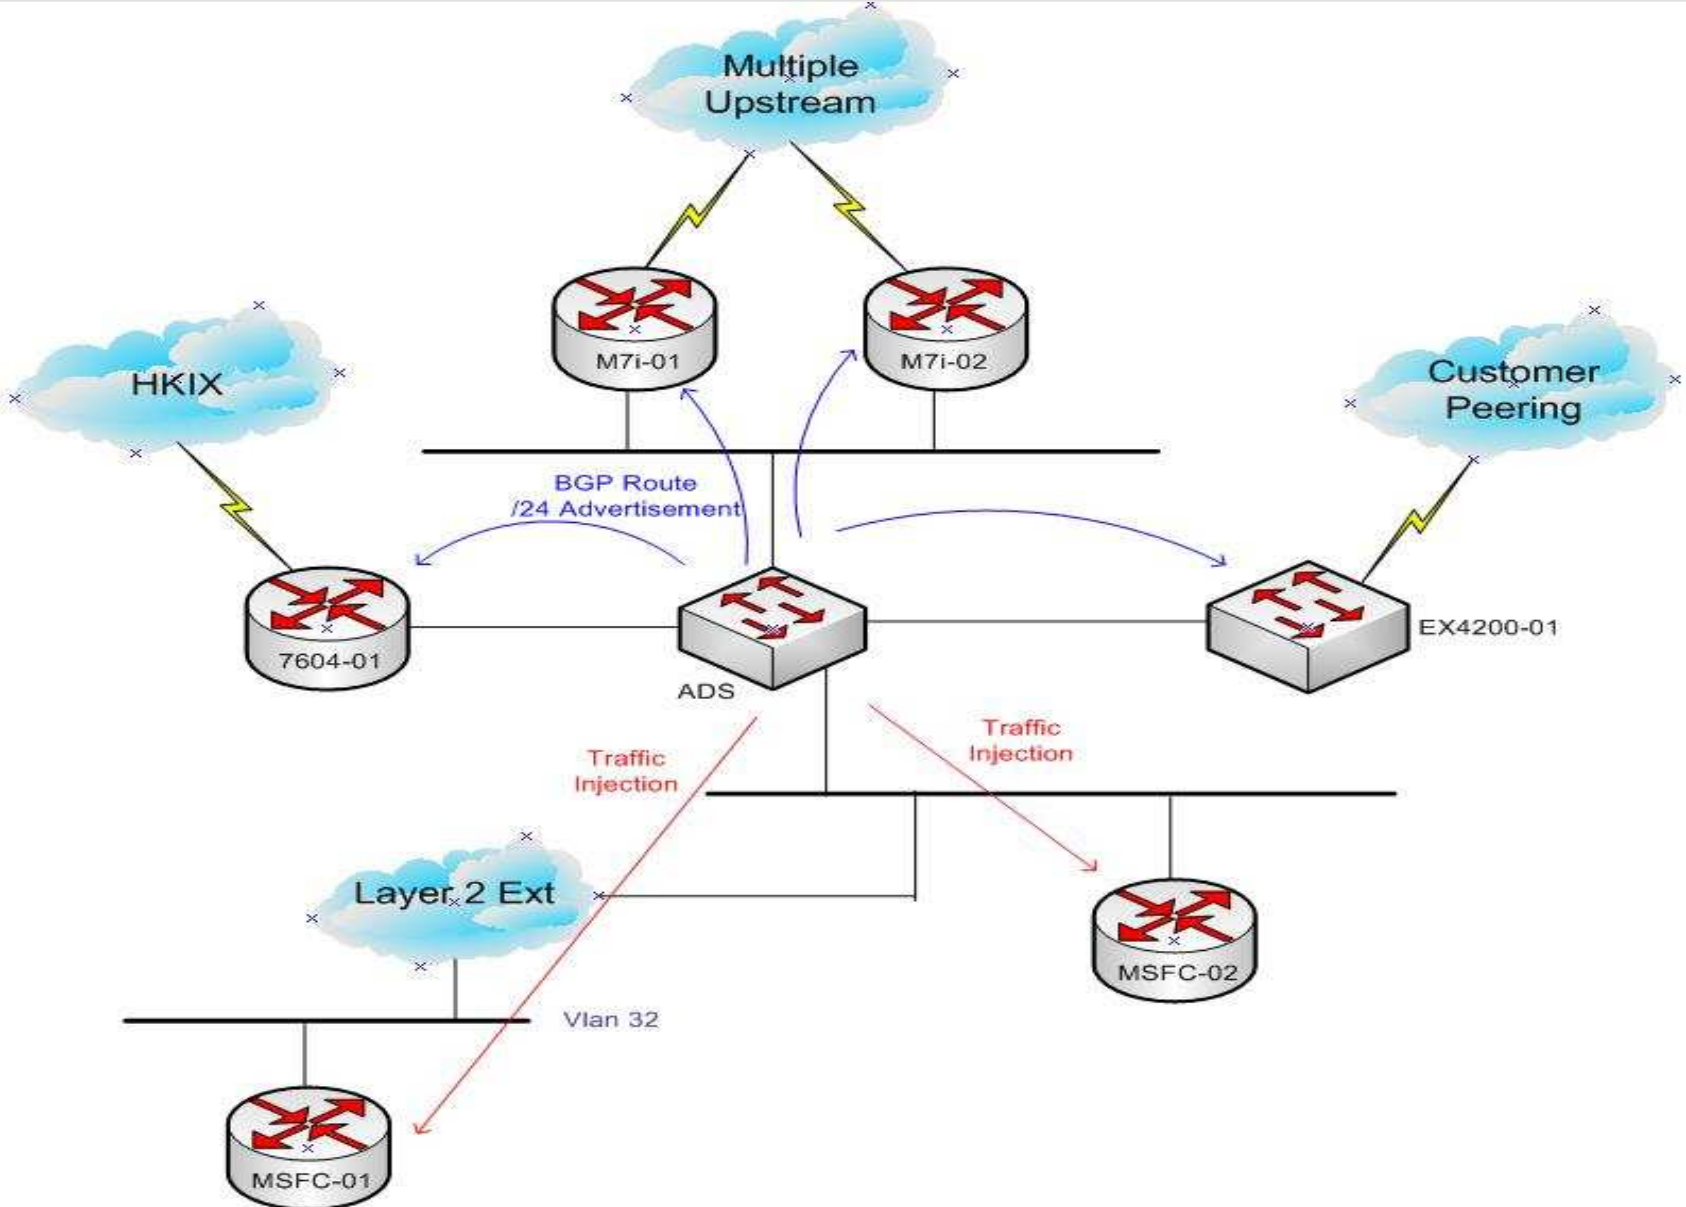 Multiple
Upstream
M7i-01
M7i-02
HKIX
Customer
Peering
BGP Route
/24 Advertisement
7604-01
EX4200-01
ADS
Traffic
Injection
Traffic
Injection
Layer 2 Ext
MSFC-02
Vlan 32
MSFC-01